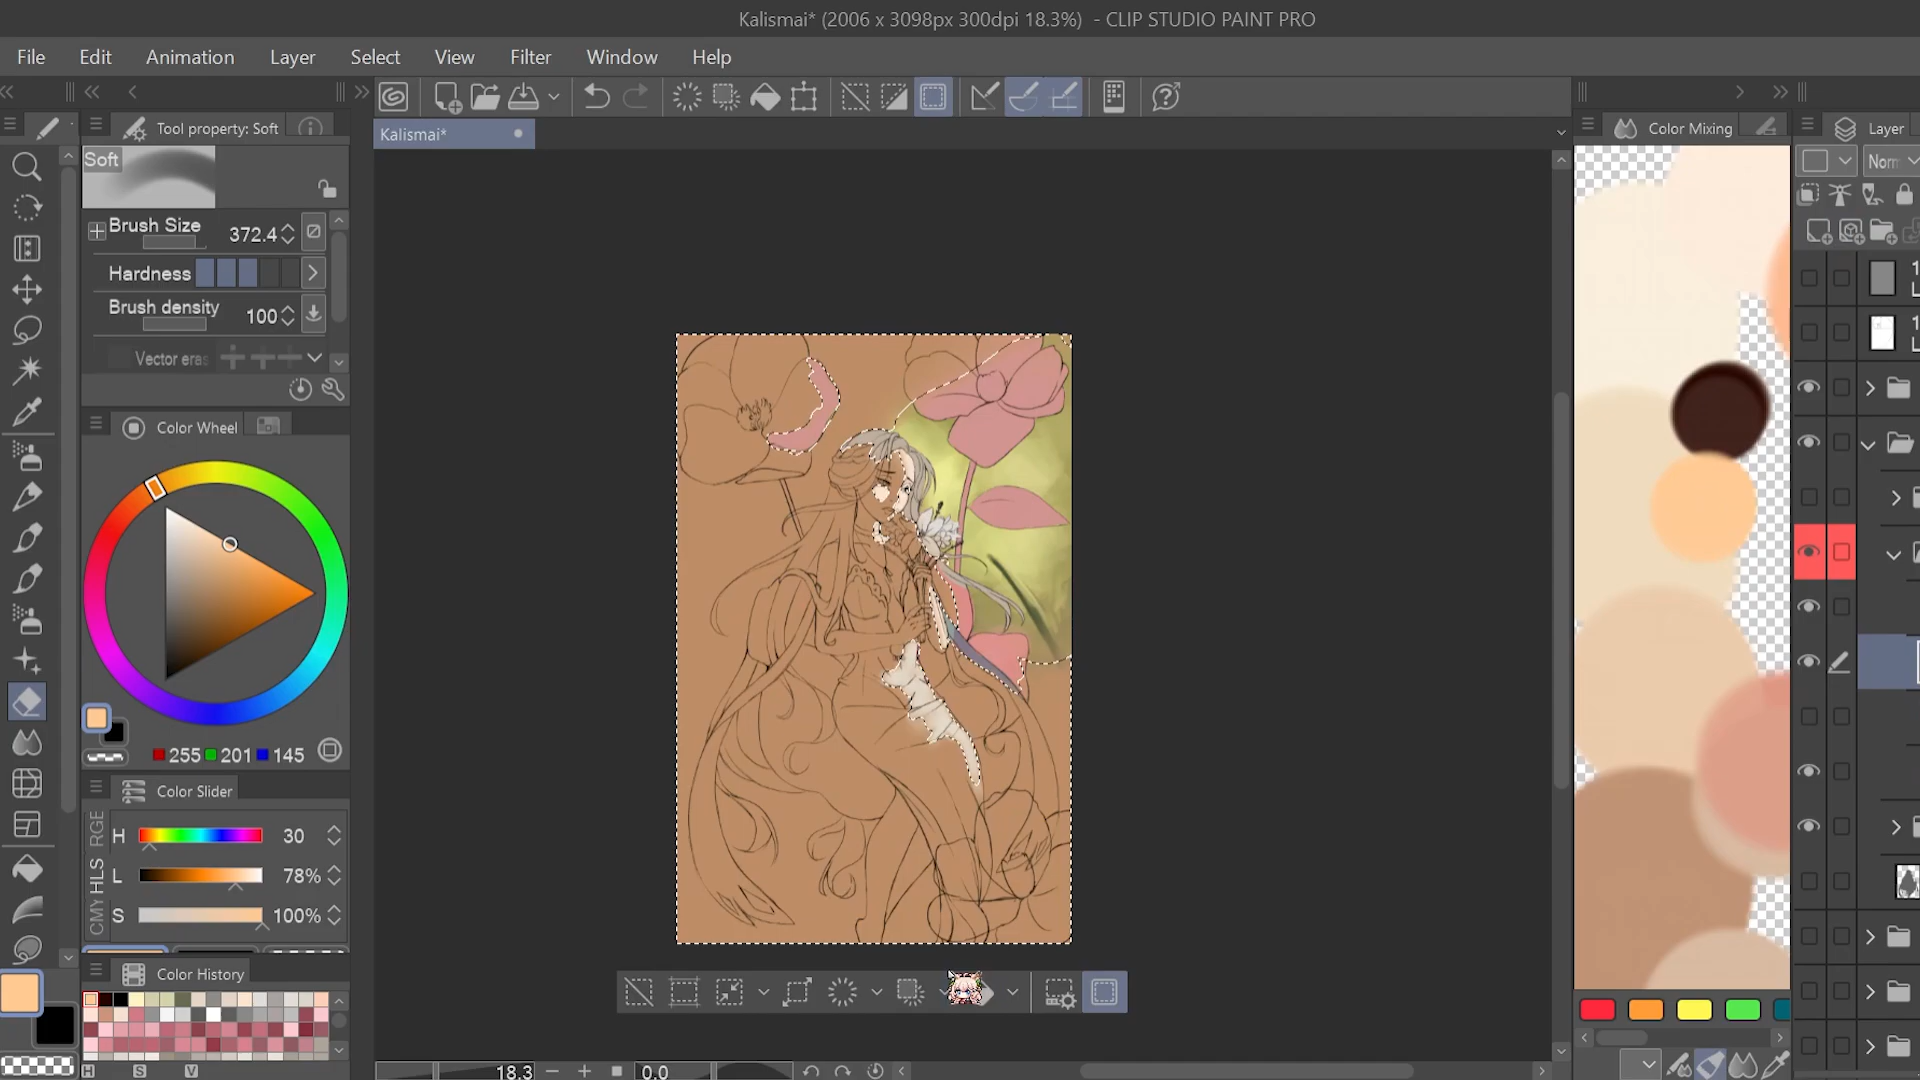 Kalismai* (2006 x 3098px 300dpi 18.3%) - CLIP STUDIO PAINT PRO
File Edit Animation Layer Select View Filter Window Help
Tool property: Soft
Kalismai*
Color Mixing
Layer
Soft
Norm
Brush Size 372.4
Hardness
Brush density 100
Vector eras
Color Wheel
255 201 145
Color Slider
H 30
L 78%
S 100%
HLS
CMY
Color History
H S V
18.3 0.0